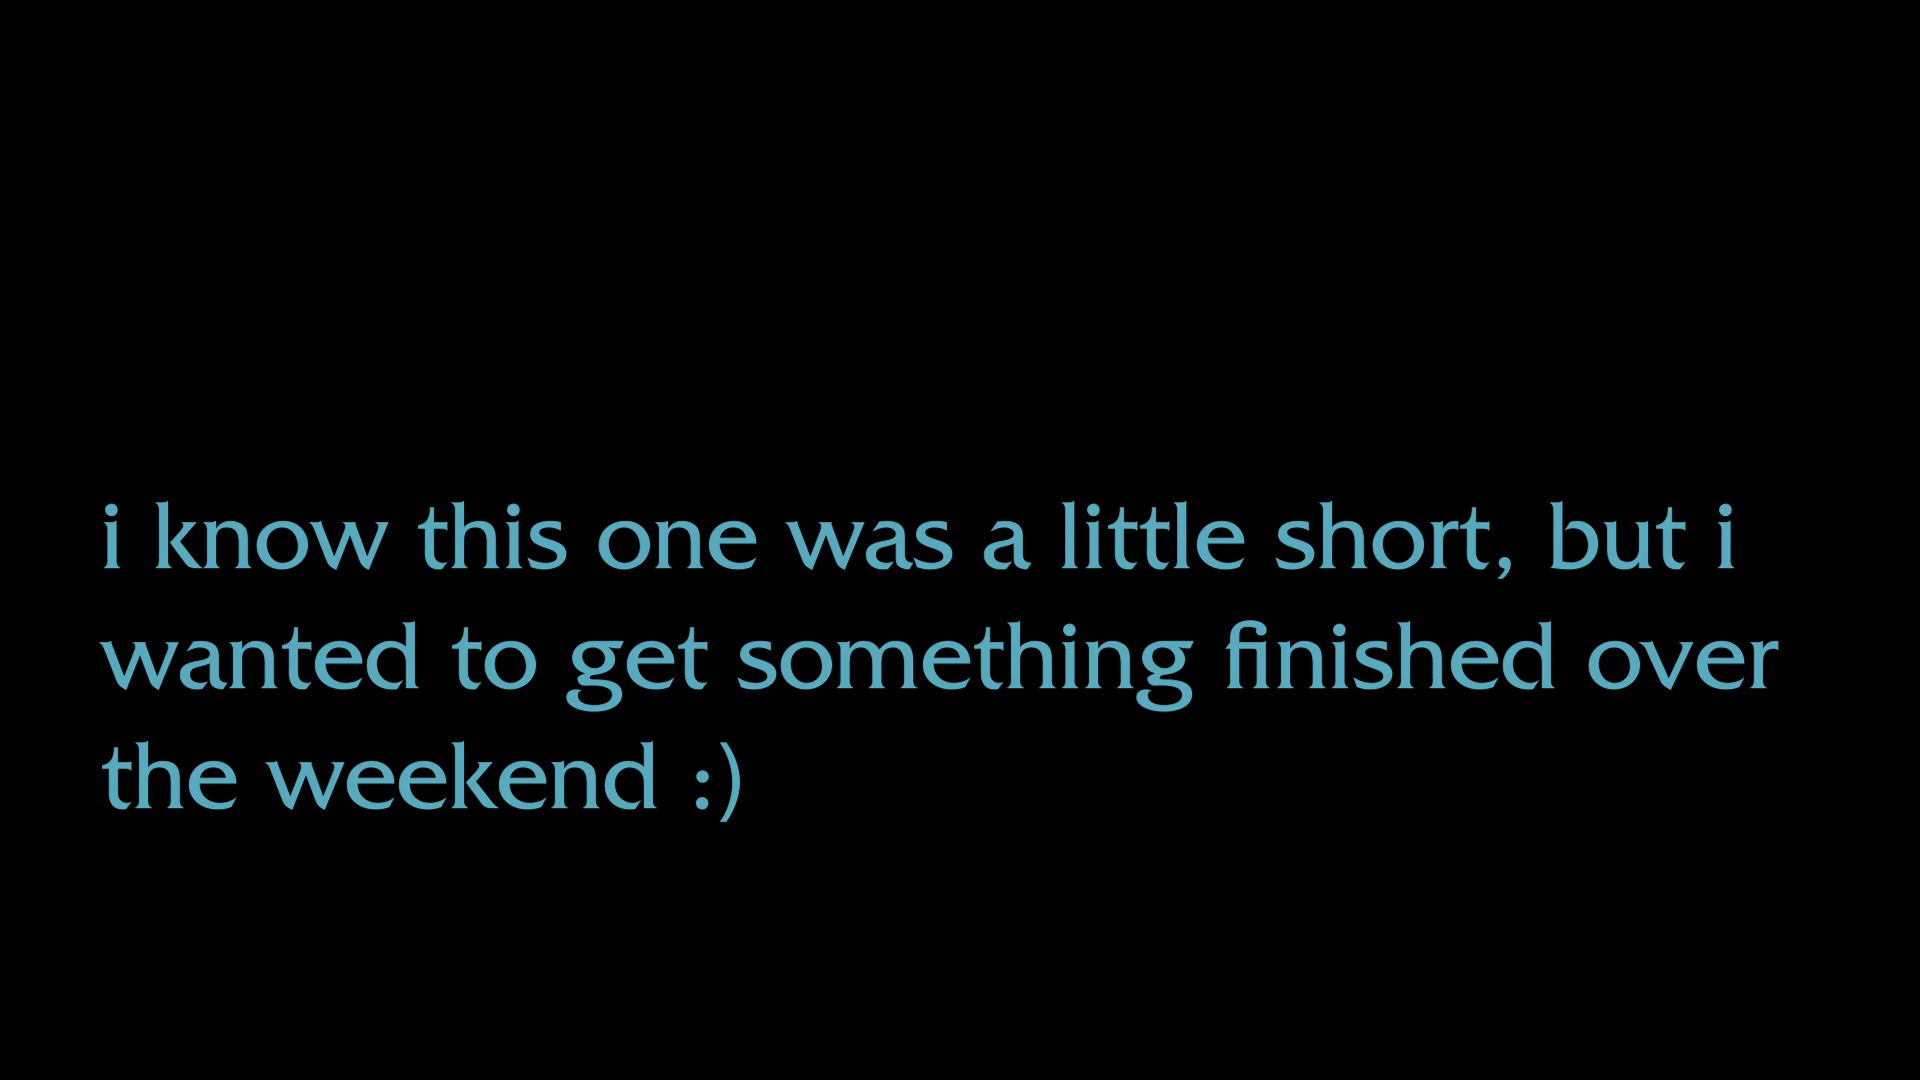 i know this one was a little short, but i
wanted to get something finished over
the weekend :)